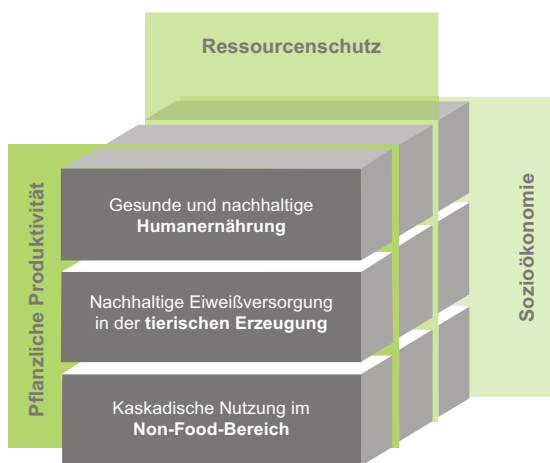 Ressourcenschutz
Pflanzliche Produktivität
Gesunde und nachhaltige
Humanernährung
Nachhaltige Eiweißversorgung
in der tierischen Erzeugung
Kaskadische Nutzung im
Non-Food-Bereich
Sozioökonomie